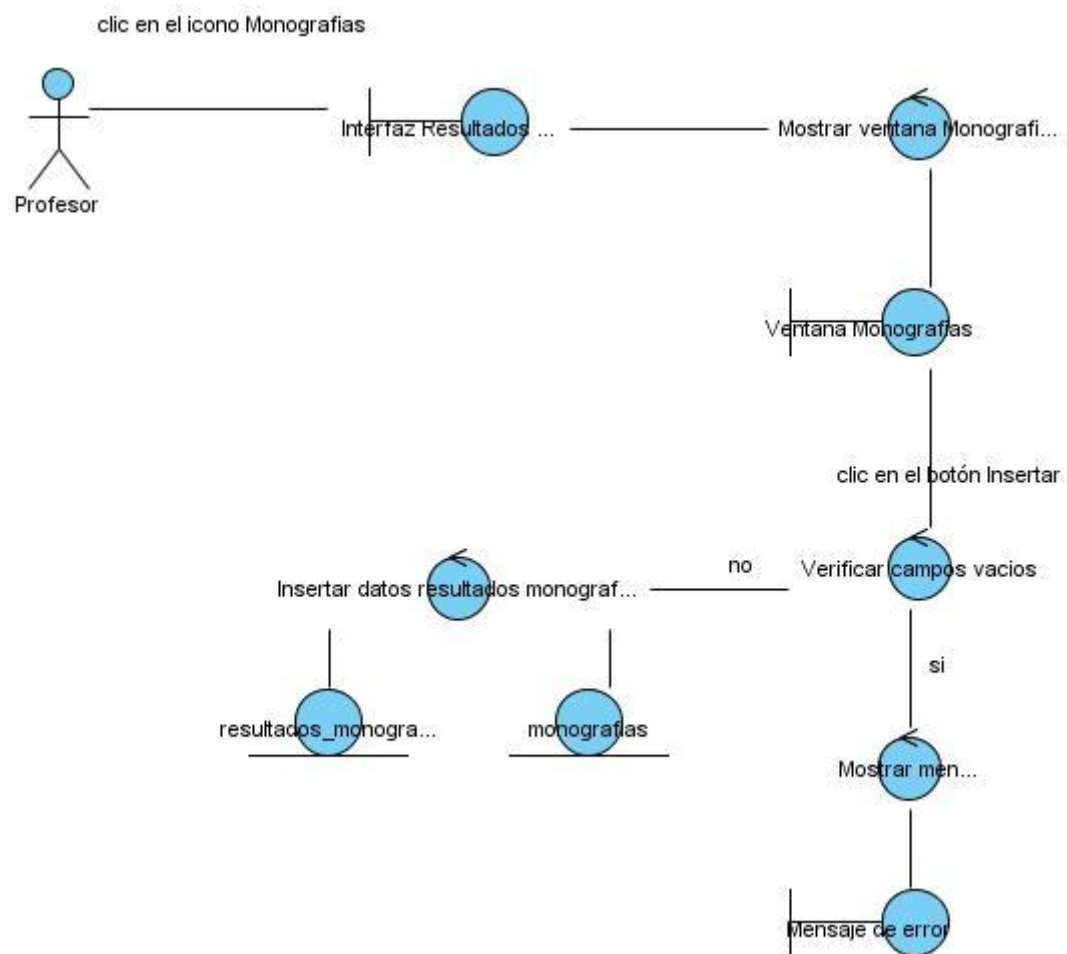 clic en el icono Monografias
Profesor
Interfaz Resultados ...
Mostrar ventana Monografi...
Ventana Monografias
clic en el botón Insertar
Verificar campos vacios
no
Insertar datos resultados monograf...
si
resultados_monogra...
monografias
Mostrar men...
Mensaje de error